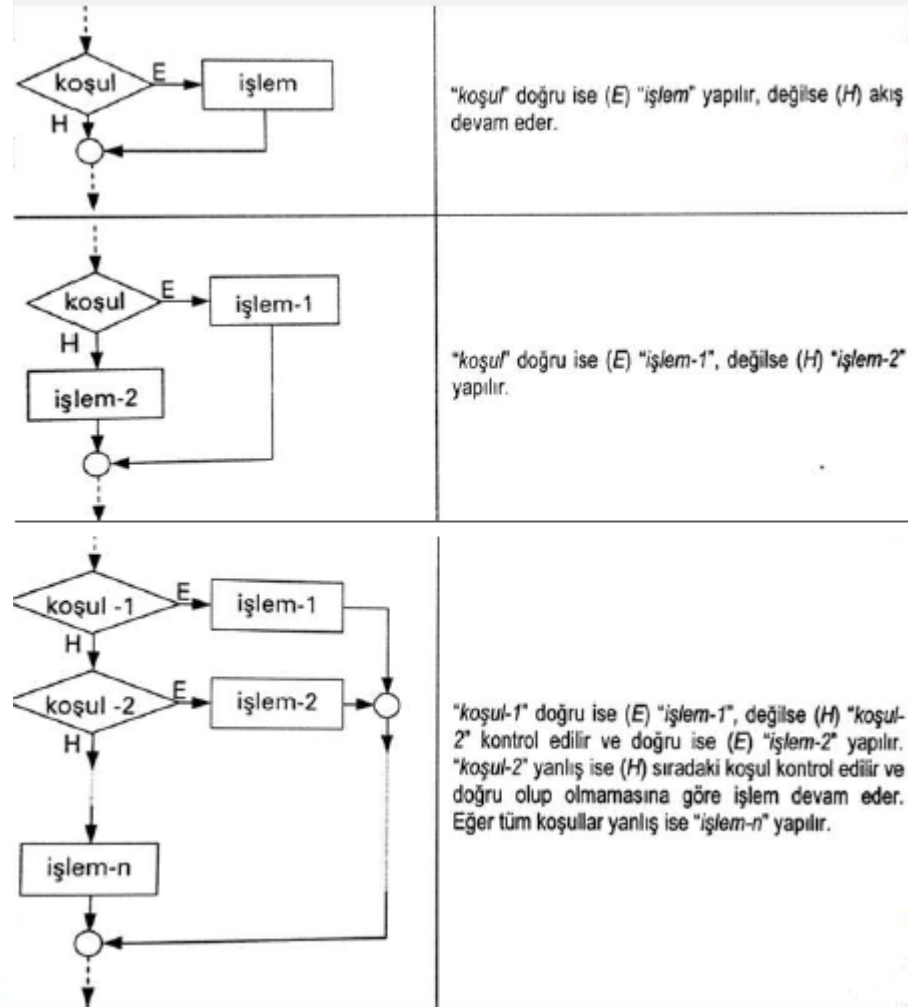 koşul E işlem
H
"koşul" doğru ise (E) "işlem" yapılır, değilse (H) akış
devam eder.
koşul E işlem-1
H
işlem-2
"koşul" doğru ise (E) "işlem-1", değilse (H) "işlem-2"
yapılır.
koşul -1 E işlem-1
H
koşul -2 E işlem-2
H
işlem-n
"koşul-1" doğru ise (E) "işlem-1", değilse (H) "koşul-
2" kontrol edilir ve doğru ise (E) "işlem-2" yapılır.
"koşul-2" yanlış ise (H) sıradaki koşul kontrol edilir ve
doğru olup olmamasına göre işlem devam eder.
Eğer tüm koşullar yanlış ise "işlem-n" yapılır.